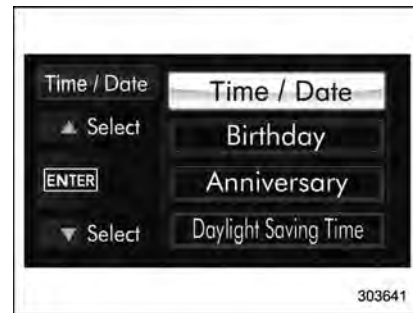 Time / Date
▲ Select
ENTER
▼ Select
Time / Date
Birthday
Anniversary
Daylight Saving Time
303641